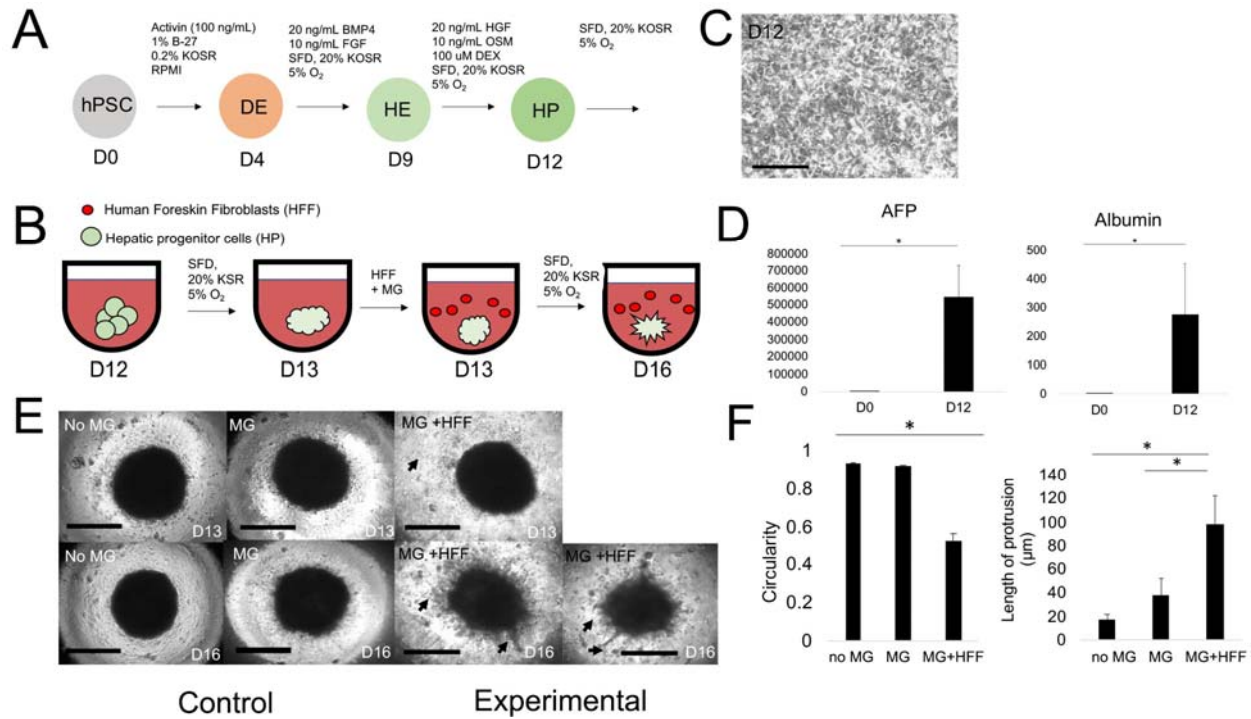 A
Activin (100 ng/mL)
1% B-27
0.2% KOSR
RPMI
20 ng/mL BMP4
10 ng/mL FGF
SFD, 20% KOSR
5% O2
20 ng/mL HGF
10 ng/mL OSM
100 uM DEX
SFD, 20% KOSR
5% O2
SFD, 20% KOSR
5% O2
hPSC
DE
HE
HP
D0
D4
D9
D12
C
D12
B
Human Foreskin Fibroblasts (HFF)
Hepatic progenitor cells (HP)
SFD,
20% KSR
5% O2
HFF
+ MG
SFD,
20% KSR
5% O2
D12
D13
D13
D16
D
AFP
*
800000
700000
600000
500000
400000
300000
200000
100000
0
D0
D12
Albumin
*
500
400
300
200
100
0
D0
D12
E
No MG
D13
MG
D13
MG +HFF
D13
No MG
D16
MG
D16
MG +HFF
D16
MG +HFF
D16
Control
Experimental
F
*
Circularity
1
0.8
0.6
0.4
0.2
0
no MG
MG
MG+HFF
*
*
Length of protrusion
(μm)
140
120
100
80
60
40
20
0
no MG
MG
MG+HFF